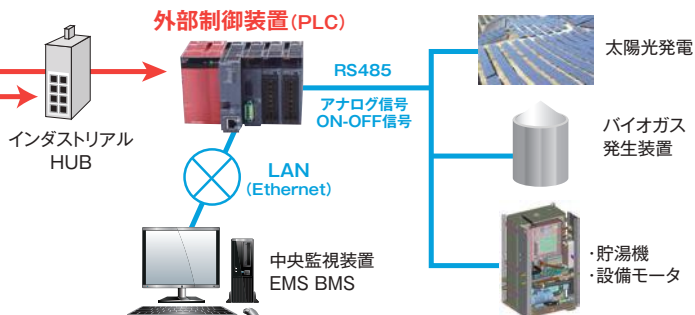 外部制御装置(PLC)
インダストリアル
HUB
RS485
アナログ信号
ON-OFF信号
太陽光発電
バイオガス
発生装置
LAN
(Ethernet)
中央監視装置
EMS BMS
・貯湯機
・設備モータ